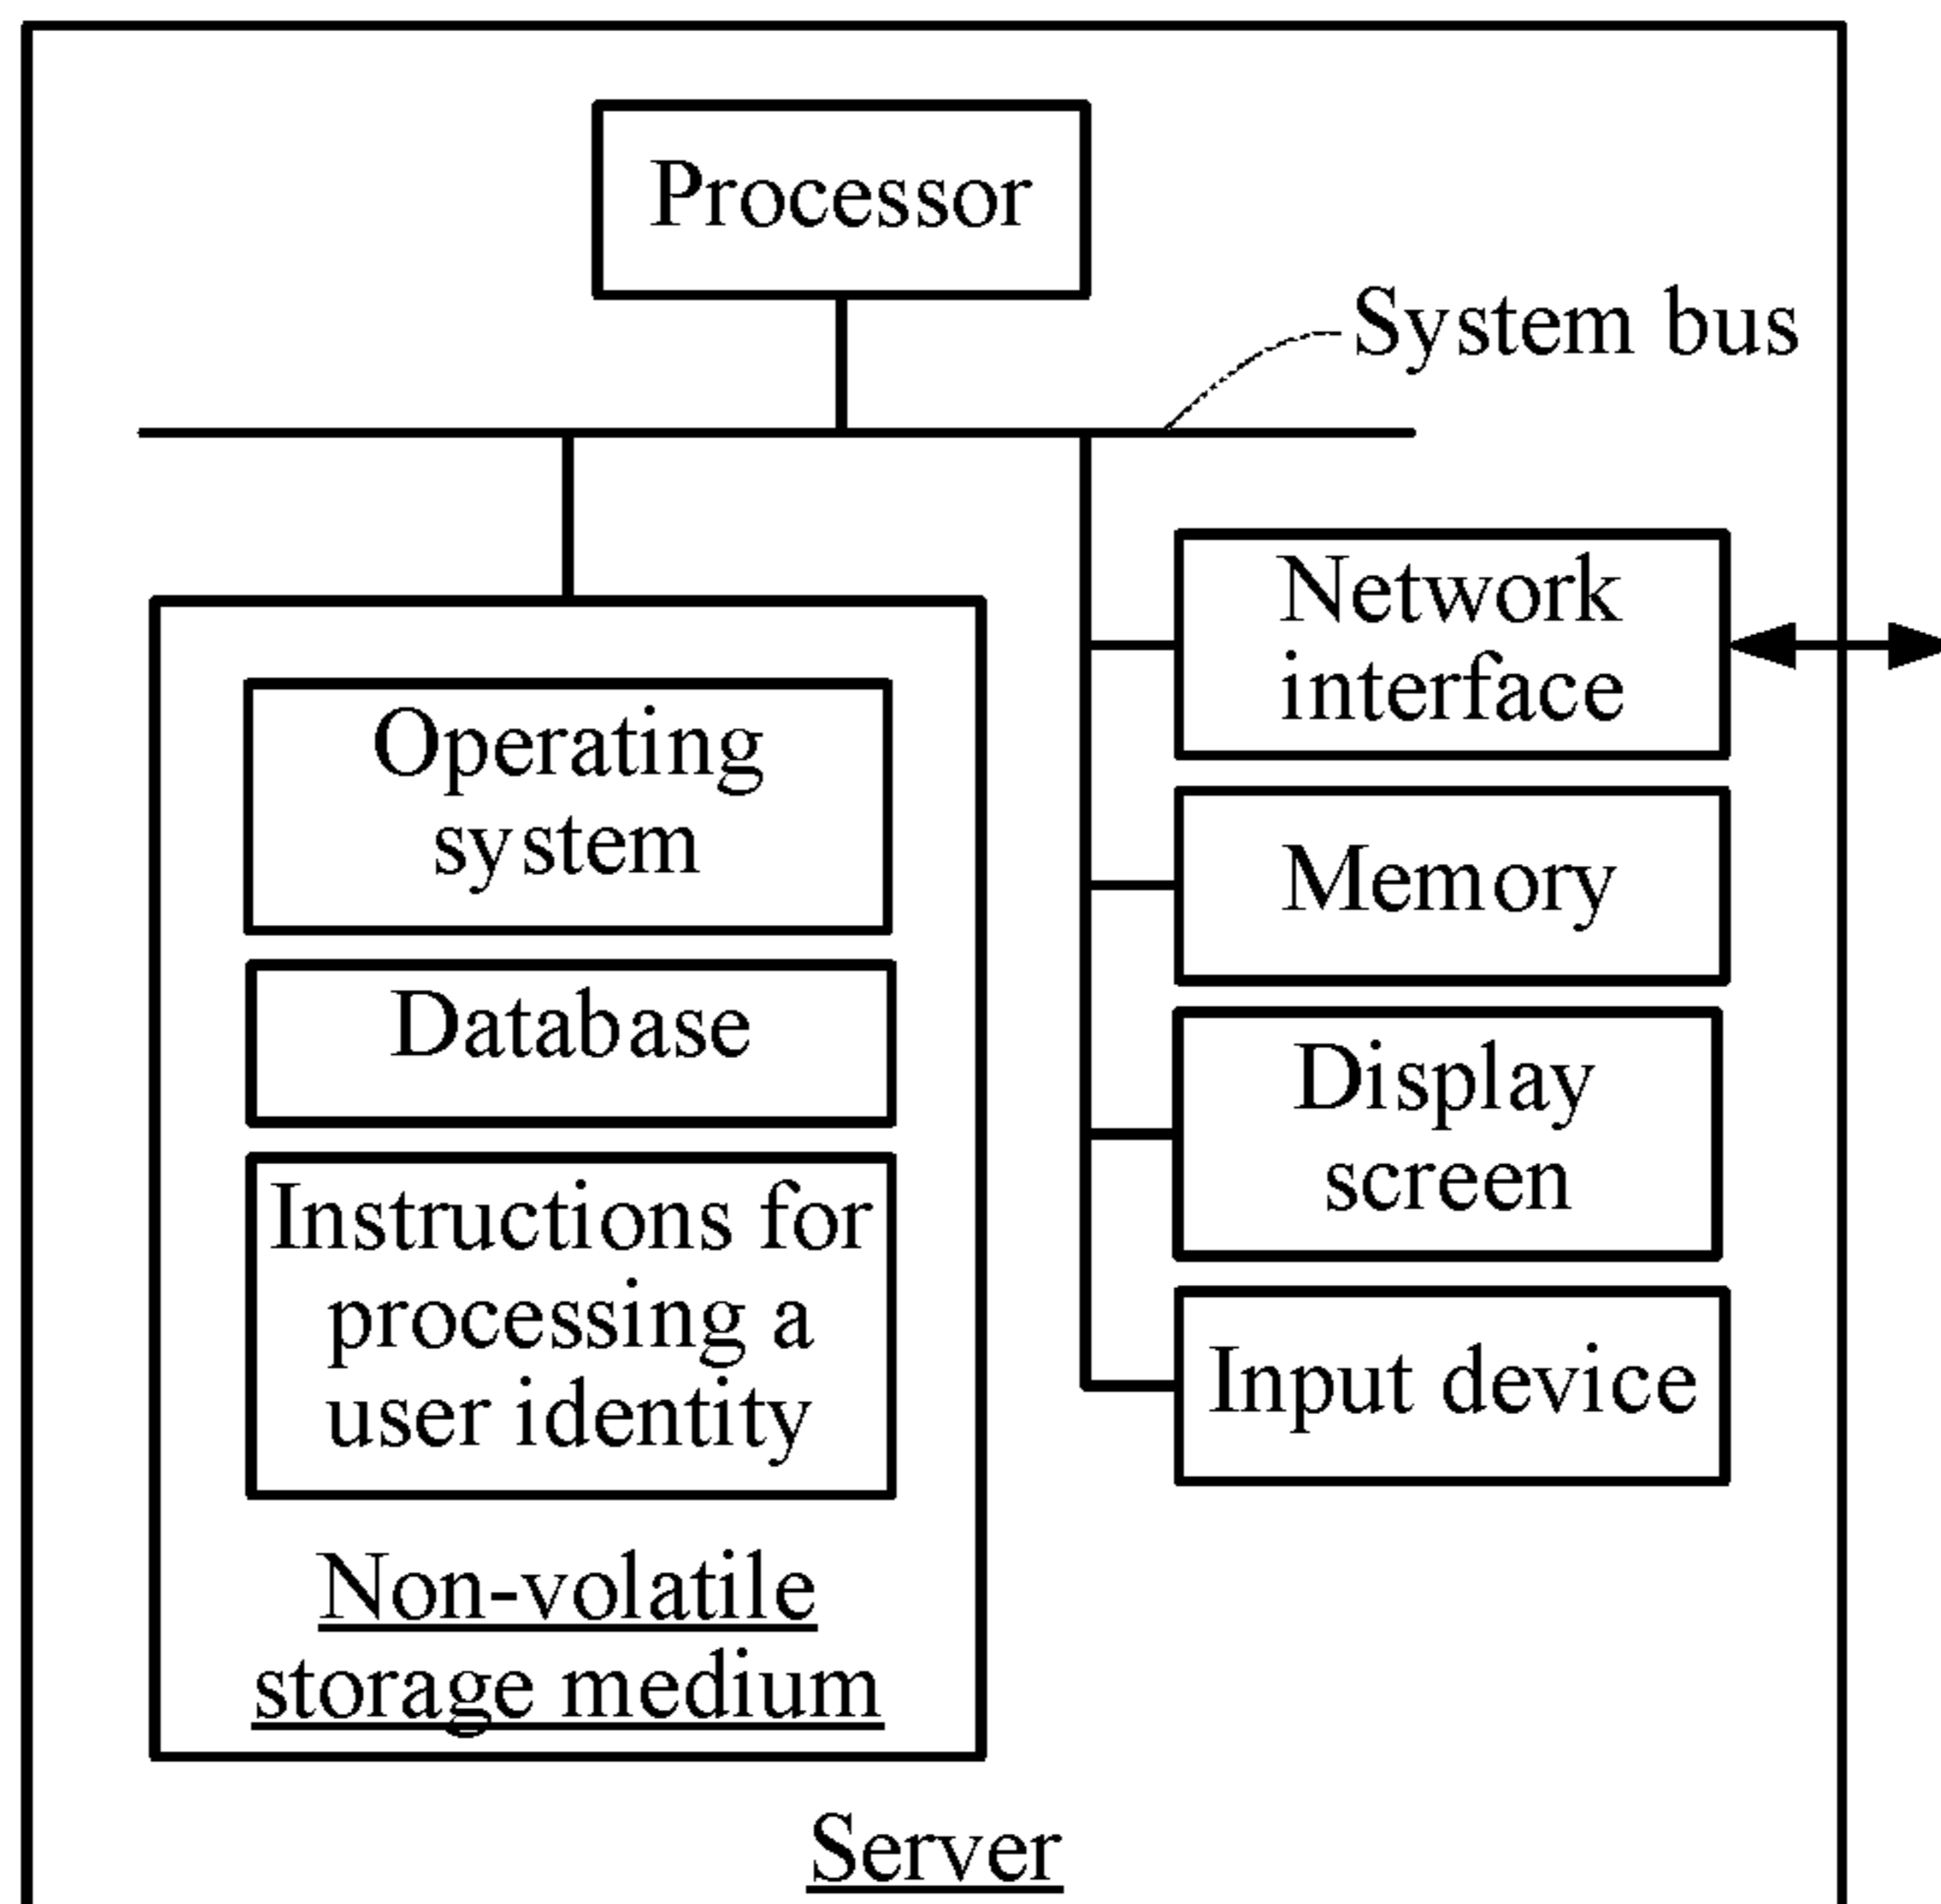 Processor
System bus
Operating
system
Database
Instructions for
processing a
user identity
Non-volatile
storage medium
Network
interface
Memory
Display
screen
Input device
Server